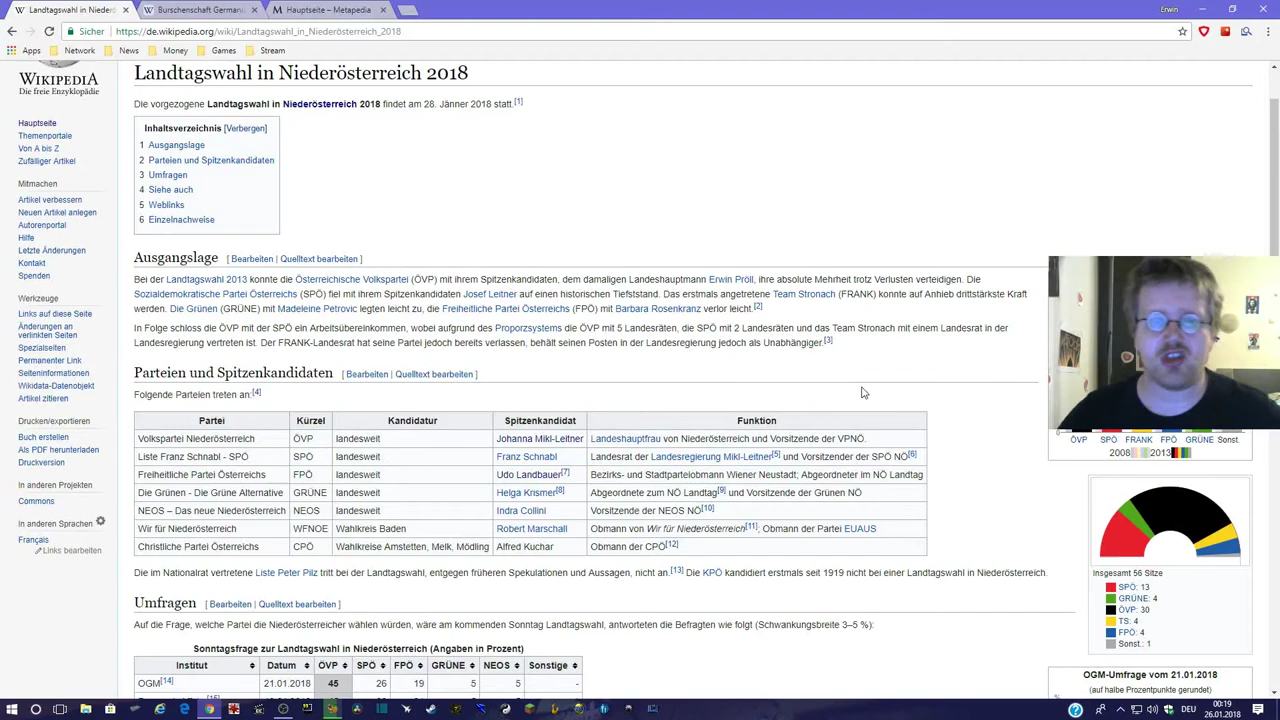 Landtagswahl in Niederös
Burschenschaft German
Hauptseite – Metapedia
Erwin
Sicher
https://de.wikipedia.org/wiki/Landtagswahl_in_Niederösterreich_2018
Apps
Network
News
Money
Games
Stream
WIKIPEDIA
Die freie Enzyklopädie
Hauptseite
Themenportale
Von A bis Z
Zufälliger Artikel
Mitmachen
Artikel verbessern
Neuen Artikel anlegen
Autorenportal
Hilfe
Letzte Änderungen
Kontakt
Spenden
Werkzeuge
Links auf diese Seite
Änderungen an
verlinkten Seiten
Spezialseiten
Permanenter Link
Seiteninformationen
Wikidata-Datenobjekt
Artikel zitieren
Drucken/exportieren
Buch erstellen
Als PDF herunterladen
Druckversion
In anderen Projekten
Commons
In anderen Sprachen
Français
Links bearbeiten
Landtagswahl in Niederösterreich 2018
Die vorgezogene Landtagswahl in Niederösterreich 2018 findet am 28. Jänner 2018 statt.[1]
Inhaltsverzeichnis [Verbergen]
1 Ausgangslage
2 Parteien und Spitzenkandidaten
3 Umfragen
4 Siehe auch
5 Weblinks
6 Einzelnachweise
Ausgangslage [ Bearbeiten | Quelltext bearbeiten ]
Bei der Landtagswahl 2013 konnte die Österreichische Volkspartei (ÖVP) mit ihrem Spitzenkandidaten, dem damaligen Landeshauptmann Erwin Pröll, ihre absolute Mehrheit trotz Verlusten verteidigen. Die
Sozialdemokratische Partei Österreichs (SPÖ) fiel mit ihrem Spitzenkandidaten Josef Leitner auf einen historischen Tiefststand. Das erstmals angetretene Team Stronach (FRANK) konnte auf Anhieb drittstärkste Kraft
werden. Die Grünen (GRÜNE) mit Madeleine Petrovic legten leicht zu, die Freiheitliche Partei Österreichs (FPÖ) mit Barbara Rosenkranz verlor leicht.[2]
In Folge schloss die ÖVP mit der SPÖ ein Arbeitsübereinkommen, wobei aufgrund des Proporzsystems die ÖVP mit 5 Landesräten, die SPÖ mit 2 Landesräten und das Team Stronach mit einem Landesrat in der
Landesregierung vertreten ist. Der FRANK-Landesrat hat seine Partei jedoch bereits verlassen, behält seinen Posten in der Landesregierung jedoch als Unabhängiger.[3]
Parteien und Spitzenkandidaten [ Bearbeiten | Quelltext bearbeiten ]
Folgende Parteien treten an:[4]
Partei Kürzel Kandidatur Spitzenkandidat Funktion
Volkspartei Niederösterreich ÖVP landesweit Johanna Mikl-Leitner Landeshauptfrau von Niederösterreich und Vorsitzende der VPNÖ.
Liste Franz Schnabl - SPÖ SPÖ landesweit Franz Schnabl Landesrat der Landesregierung Mikl-Leitner[5] und Vorsitzender der SPÖ NÖ[6]
Freiheitliche Partei Österreichs FPÖ landesweit Udo Landbauer[7] Bezirks- und Stadtparteiobmann Wiener Neustadt; Abgeordneter im NÖ Landtag
Die Grünen - Die Grüne Alternative GRÜNE landesweit Helga Krismer[8] Abgeordnete zum NÖ Landtag[9] und Vorsitzende der Grünen NÖ
NEOS – Das neue Niederösterreich NEOS landesweit Indra Collini Vorsitzende der NEOS NÖ[10]
Wir für Niederösterreich WFNOE Wahlkreis Baden Robert Marschall Obmann von Wir für Niederösterreich[11]; Obmann der Partei EUAUS
Christliche Partei Österreichs CPÖ Wahlkreise Amstetten, Melk, Mödling Alfred Kuchar Obmann der CPÖ[12]
Die im Nationalrat vertretene Liste Peter Pilz tritt bei der Landtagswahl, entgegen früheren Spekulationen und Aussagen, nicht an.[13] Die KPÖ kandidiert erstmals seit 1919 nicht bei einer Landtagswahl in Niederösterreich.
Umfragen [ Bearbeiten | Quelltext bearbeiten ]
Auf die Frage, welche Partei die Niederösterreicher wählen würden, wäre am kommenden Sonntag Landtagswahl, antworteten die Befragten wie folgt (Schwankungsbreite 3–5 %):
Sonntagsfrage zur Landtagswahl in Niederösterreich (Angaben in Prozent)
Institut Datum ÖVP SPÖ FPÖ GRÜNE NEOS Sonstige
OGM[14] 21.01.2018 45 26 19 5 5 -
0
ÖVP SPÖ FRANK FPÖ GRÜNE Sonst.
2008 2013
Insgesamt 56 Sitze
SPÖ: 13
GRÜNE: 4
ÖVP: 30
TS: 4
FPÖ: 4
Sonst.: 1
OGM-Umfrage vom 21.01.2018
(auf halbe Prozentpunkte gerundet)
%
DEU
00:19
26.01.2018